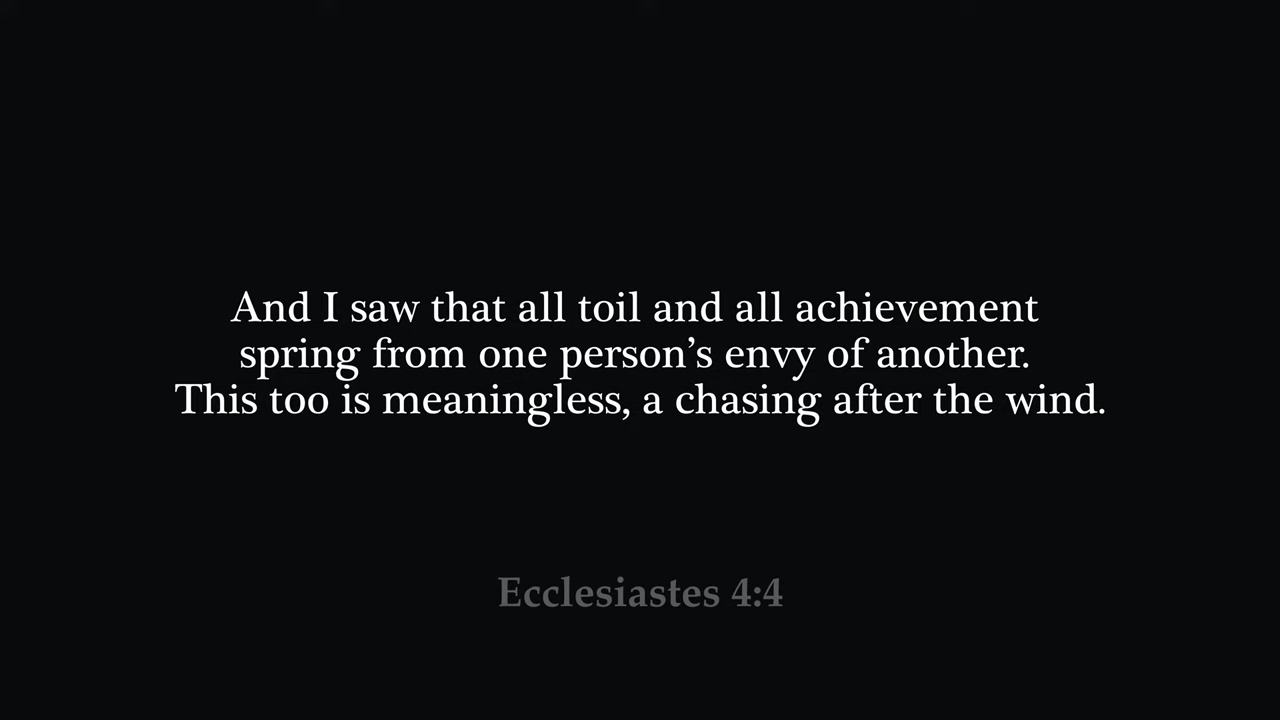 And I saw that all toil and all achievement
spring from one person’s envy of another.
This too is meaningless, a chasing after the wind.
Ecclesiastes 4:4